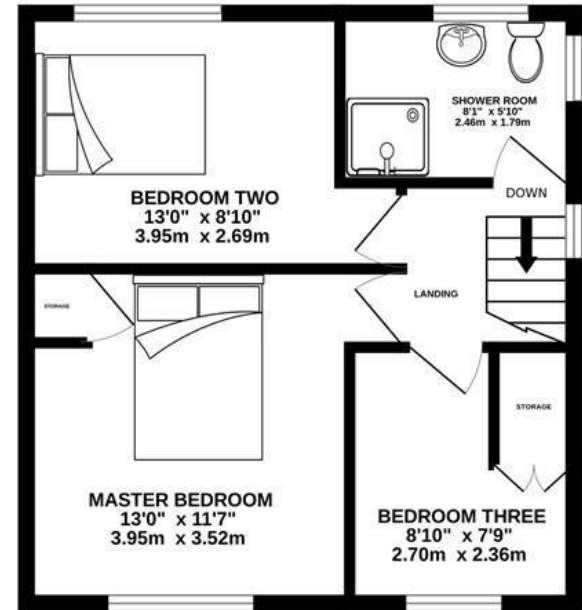 SHOWER ROOM
8'1" x 5'10"
2.46m x 1.79m
DOWN
BEDROOM TWO
13'0" x 8'10"
3.95m x 2.69m
LANDING
STORAGE
STORAGE
MASTER BEDROOM
13'0" x 11'7"
3.95m x 3.52m
BEDROOM THREE
8'10" x 7'9"
2.70m x 2.36m